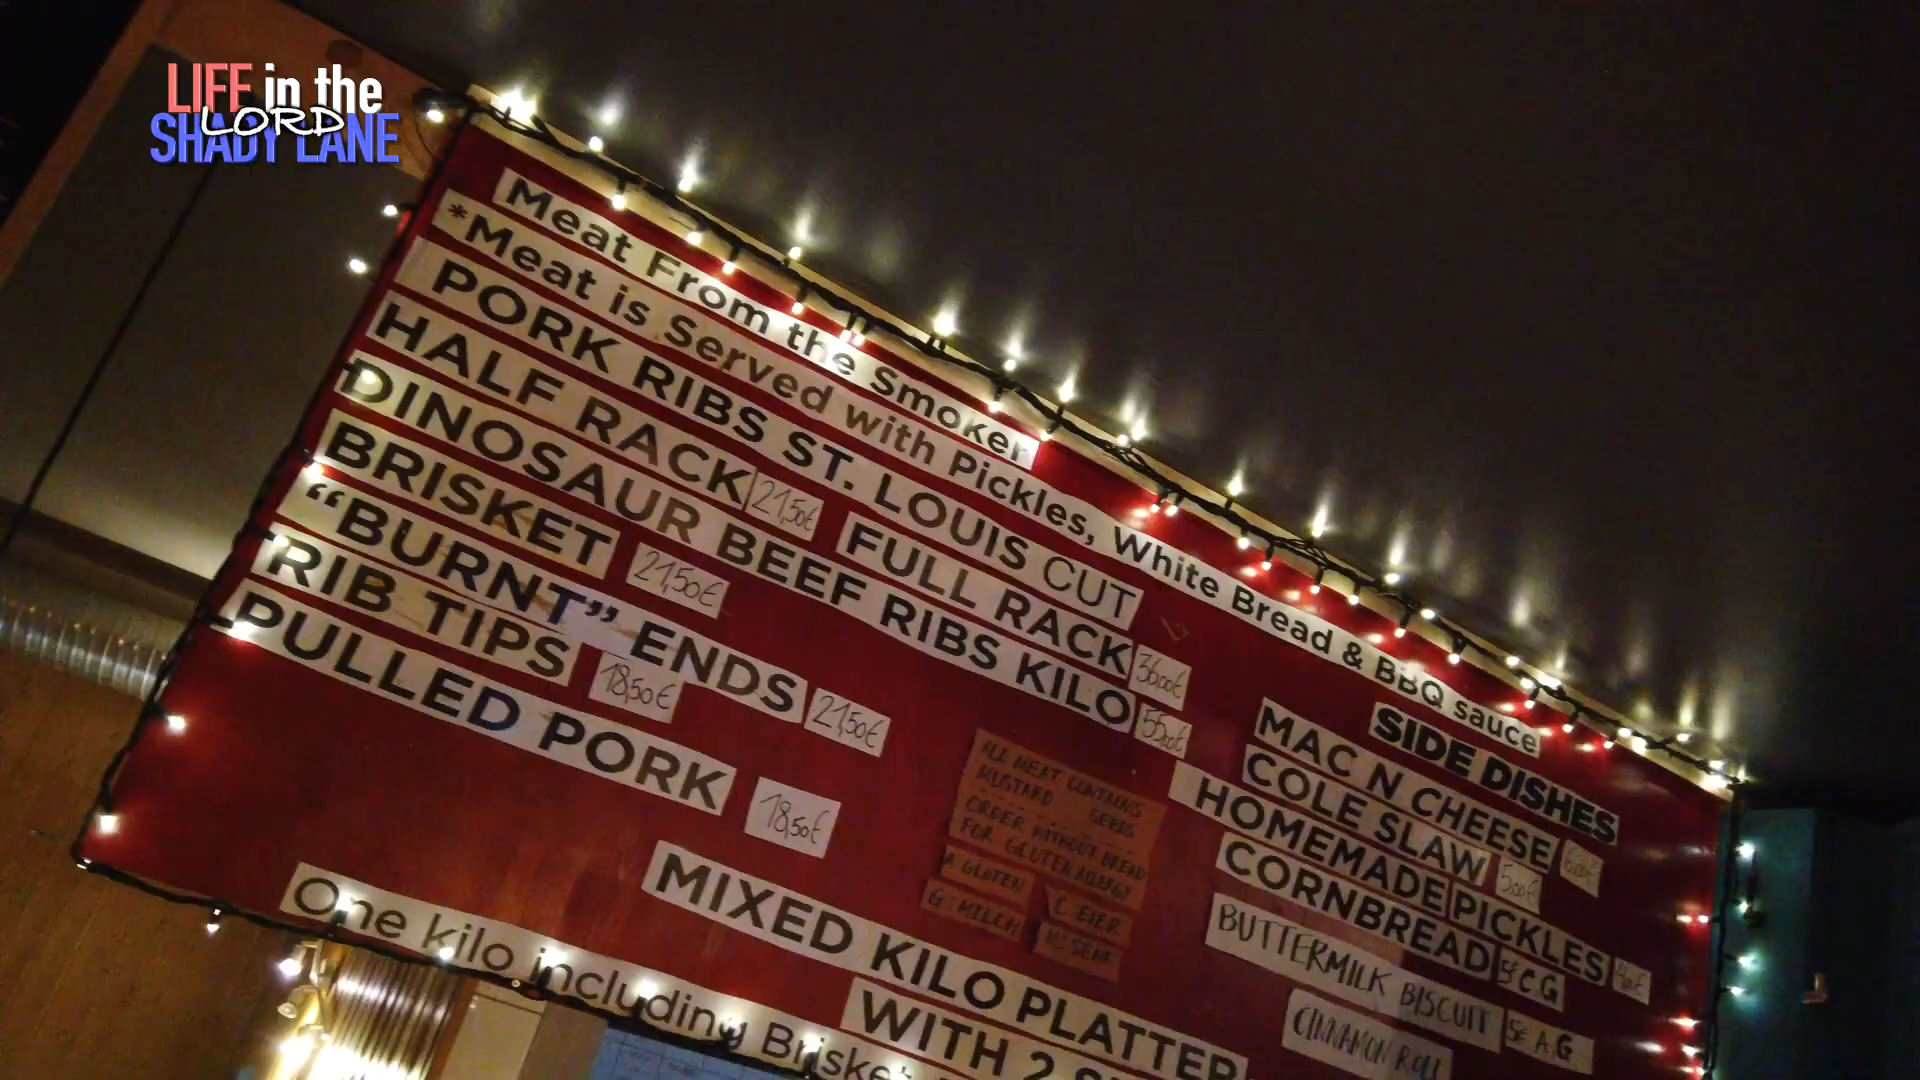 LIFE in the
LORD
SHADY LANE
Meat From the Smoker
*Meat is Served with Pickles, White Bread & BBQ sauce
PORK RIBS ST. LOUIS CUT
HALF RACK 21,50€ FULL RACK 36,00€
DINOSAUR BEEF RIBS KILO 55,00€
BRISKET 21,50€
“BURNT” ENDS 21,50€
RIB TIPS 18,50€
PULLED PORK 18,50€
ALL MEAT CONTAINS
MUSTARD SEEDS
ORDER WITHOUT BREAD
FOR GLUTEN ALLERGY
A GLUTEN
G MILCH
C EIER
M SENF
SIDE DISHES
MAC N CHEESE 6,00€
COLE SLAW 5,00€
HOMEMADE PICKLES
CORNBREAD 5€ C G
BUTTERMILK BISCUIT 5€ A.G.
CINNAMON ROLL
MIXED KILO PLATTER
WITH 2
One kilo including Brisket